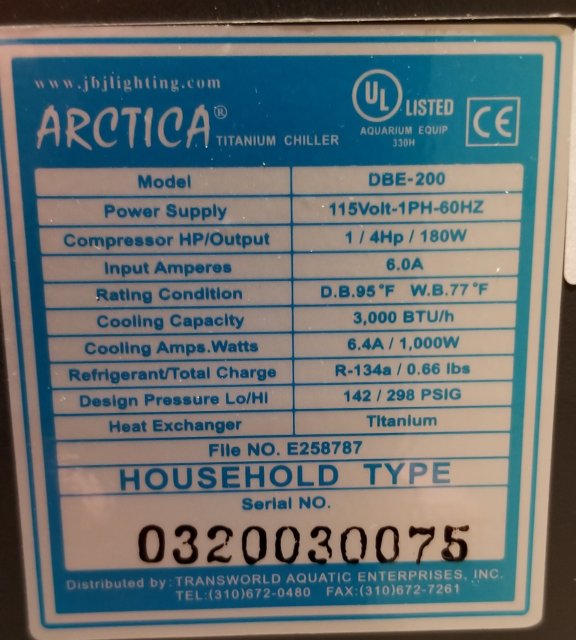 www.jbjlighting.com
ARCTICA® TITANIUM CHILLER
UL LISTED
AQUARIUM EQUIP
330H
CE
Model DBE-200
Power Supply 115Volt-1PH-60HZ
Compressor HP/Output 1 / 4Hp / 180W
Input Amperes 6.0A
Rating Condition D.B.95°F W.B.77°F
Cooling Capacity 3,000 BTU/h
Cooling Amps.Watts 6.4A / 1,000W
Refrigerant/Total Charge R-134a / 0.66 lbs
Design Pressure Lo/Hi 142 / 298 PSIG
Heat Exchanger Titanium
File NO. E258787
HOUSEHOLD TYPE
Serial NO.
0320030075
Distributed by: TRANSWORLD AQUATIC ENTERPRISES, INC.
TEL:(310)672-0480 FAX:(310)672-7261